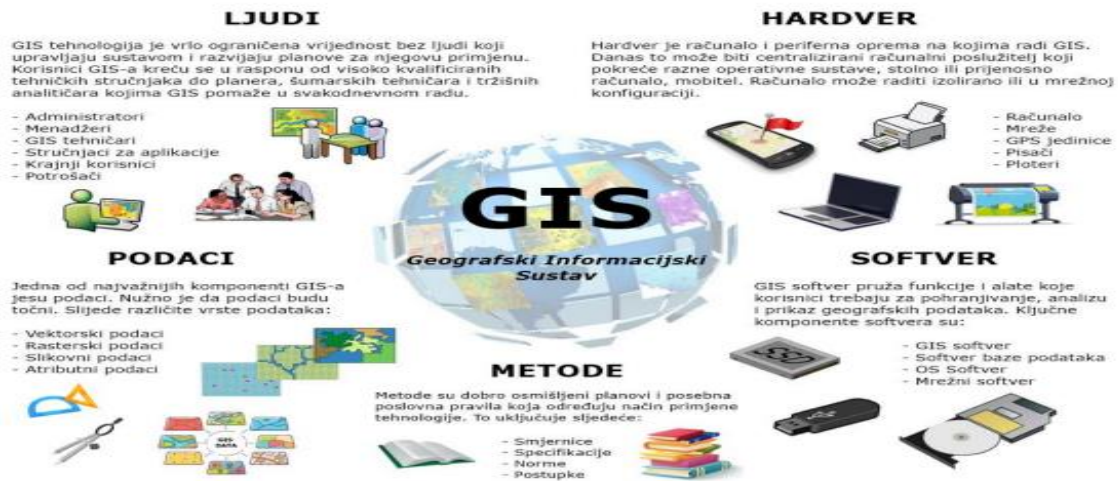 LJUDI
GIS tehnologija je vrlo ograničena vrijednost bez ljudi koji
upravljaju sustavom i razvijaju planove za njegovu primjenu.
Korisnici GIS-a kreću se u rasponu od visoko kvalificiranih
tehničkih stručnjaka do planera, šumarskih tehničara i tržišnih
analitičara kojima GIS pomaže u svakodnevnom radu.
- Administratori
- Menadžeri
- GIS tehničari
- Stručnjaci za aplikacije
- Krajnji korisnici
- Potrošači
HARDVER
Hardver je računalo i periferna oprema na kojima radi GIS.
Danas to može biti centralizirani računalni poslužitelj koji
pokreće razne operativne sustave, stolno ili prijenosno
računalo, mobitel. Računalo može raditi izolirano ili u mrežnoj
konfiguraciji.
- Računalo
- Mreže
- GPS jedinice
- Pisači
- Ploteri
GIS
Geografski Informacijski
Sustav
PODACI
Jedna od najvažnijih komponenti GIS-a
jesu podaci. Nužno je da podaci budu
točni. Slijede različite vrste podataka:
- Vektorski podaci
- Rasterski podaci
- Slikovni podaci
- Atributni podaci
GIS
DATA
METODE
Metode su dobro osmišljeni planovi i posebna
poslovna pravila koja određuju način primjene
tehnologije. To uključuje sljedeće:
- Smjernice
- Specifikacije
- Norme
- Postupke
SOFTVER
GIS softver pruža funkcije i alate koje
korisnici trebaju za pohranjivanje, analizu
i prikaz geografskih podataka. Ključne
komponente softvera su:
- GIS softver
- Softver baze podataka
- OS Softver
- Mrežni softver
SSD